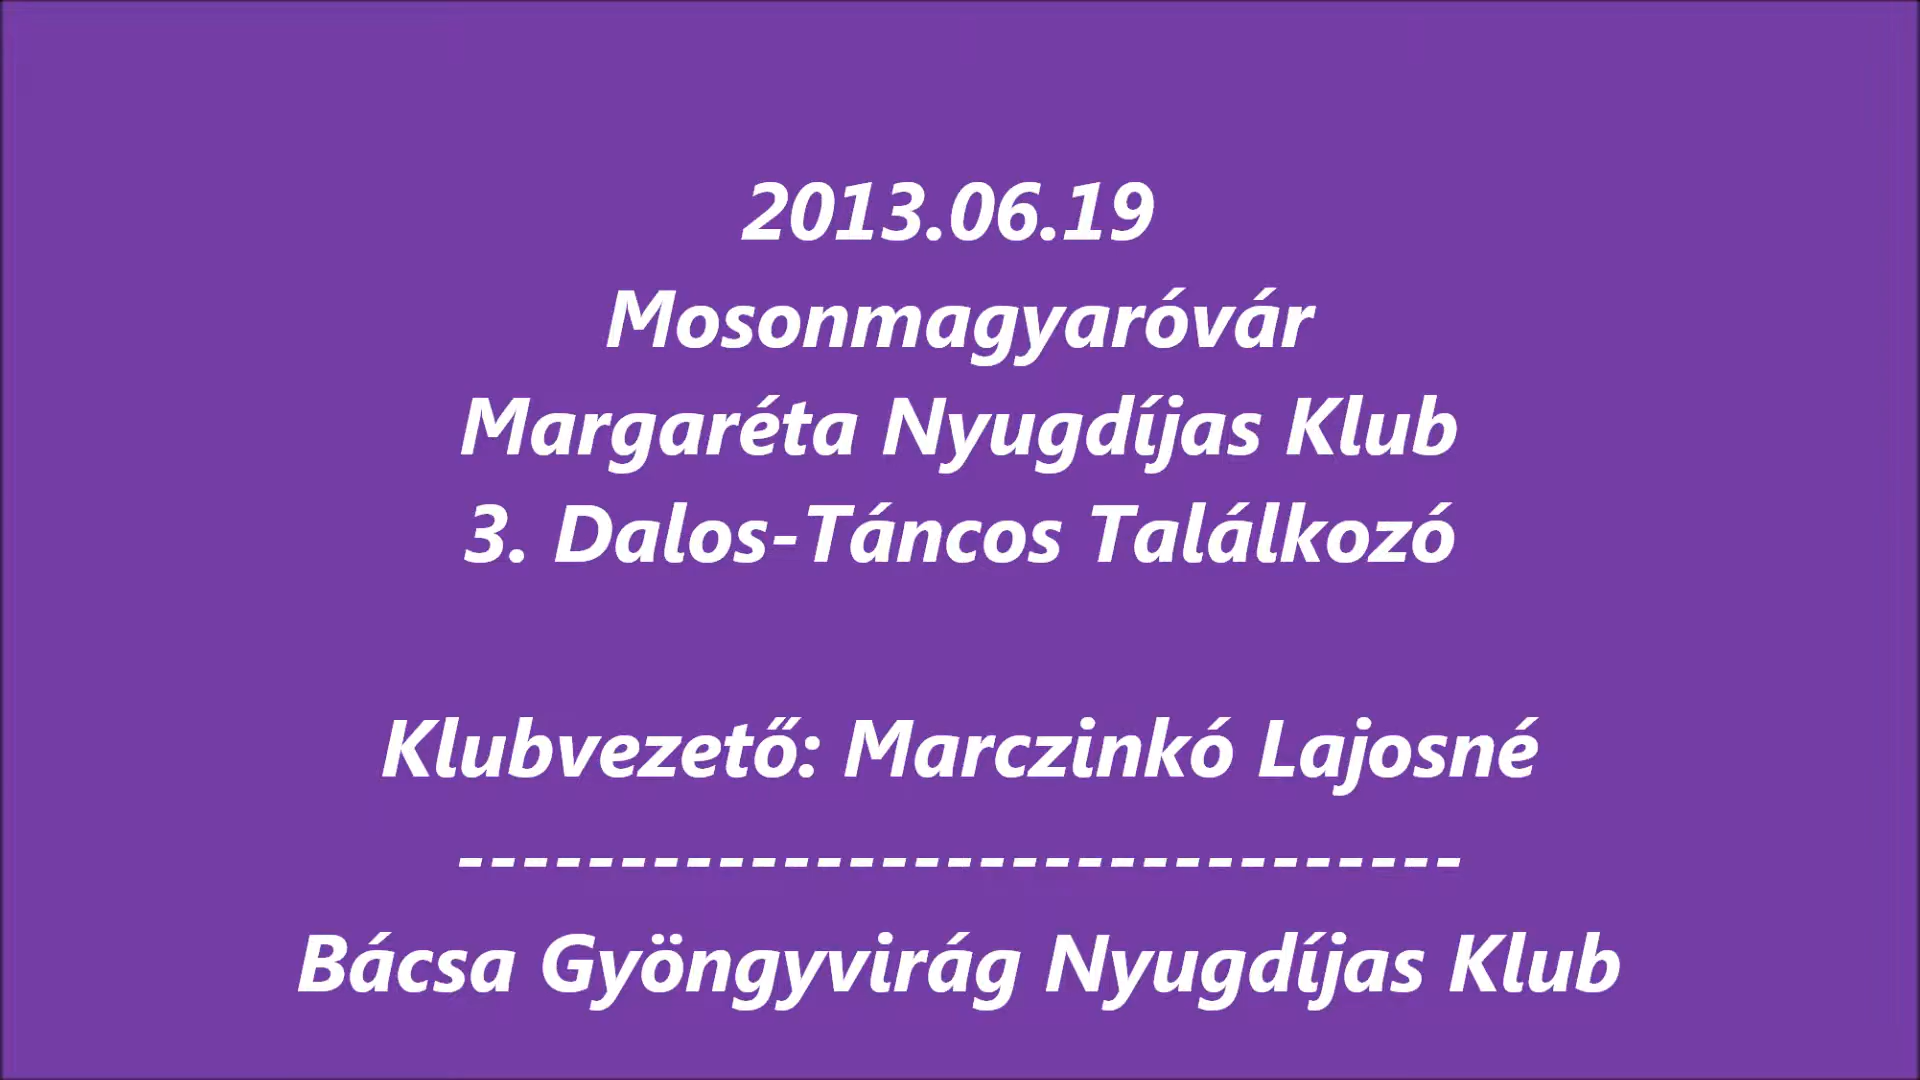 2013.06.19
Mosonmagyaróvár
Margaréta Nyugdíjas Klub
3. Dalos-Táncos Találkozó
Klubvezető: Marczinkó Lajosné
-------------------------------
Bácsa Gyöngyvirág Nyugdíjas Klub